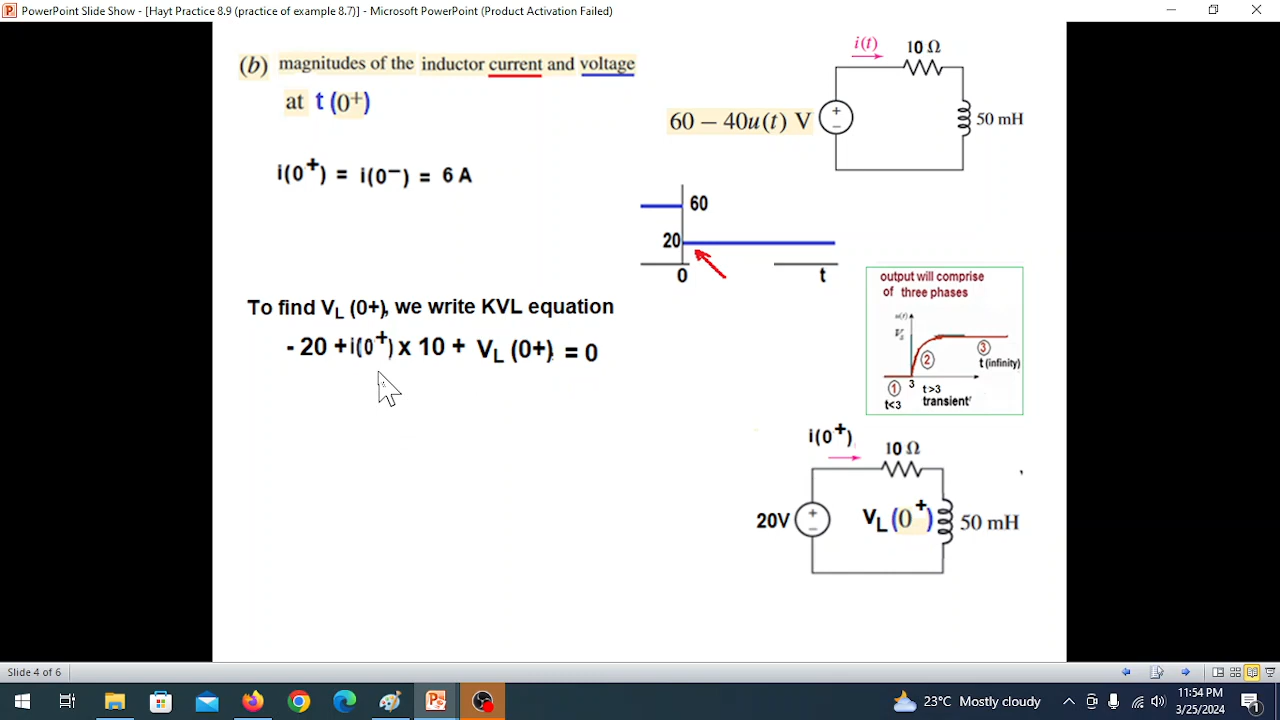 PowerPoint Slide Show - [Hayt Practice 8.9 (practice of example 8.7)] - Microsoft PowerPoint (Product Activation Failed)
(b) magnitudes of the inductor current and voltage
at t (0+)
i(0+) = i(0−) = 6 A
i(t)
10 Ω
60 − 40u(t) V
+
−
50 mH
60
20
0
t
To find VL (0+), we write KVL equation
- 20 + i(0+) x 10 + VL (0+) = 0
output will comprise
of three phases
u(t)
Vs
2
3
t (infinity)
1
3
t >3
t<3
transient'
i(0+)
10 Ω
20V
+
−
VL (0+)
50 mH
Slide 4 of 6
23°C Mostly cloudy
11:54 PM
3/25/2024
1